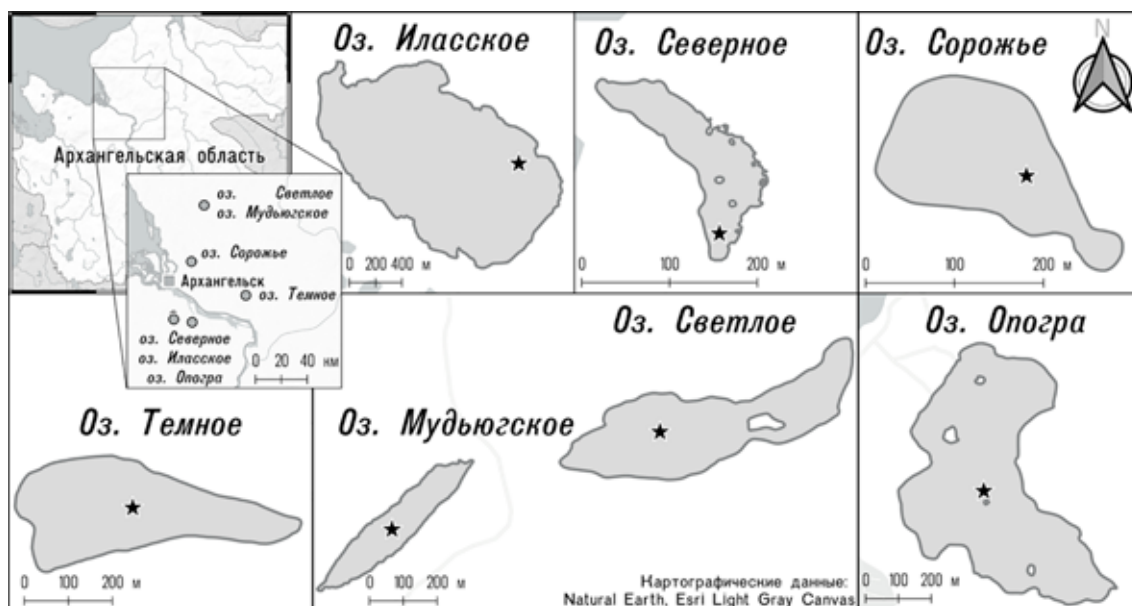 Оз. Иласское
Оз. Северное
Оз. Сорожье
N
Архангельская область
оз. Светлое
оз. Мудьюгское
оз. Сорожье
Архангельск
оз. Темное
оз. Северное
оз. Иласское
оз. Опогра
0 20 40 км
0 200 400 м
0 100 200 м
0 100 200 м
Оз. Темное
Оз. Мудьюгское
Оз. Светлое
Оз. Опогра
0 100 200 м
0 100 200 м
0 100 200 м
Картографические данные:
Natural Earth, Esri Light Gray Canvas